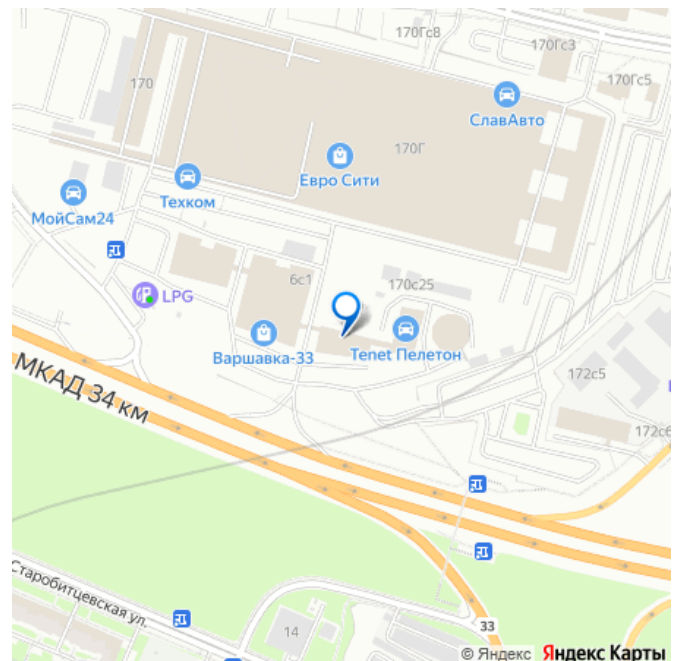 170Гс8
170Гс3
170
170Гс5
СлавАвто
170Г
Евро Сити
Техком
МойСам24
6с1
170с25
LPG
Варшавка-33
Tenet Пелетон
172с5
МКАД 34 км
172с6
Старобитцевская ул.
14
33
© Яндекс Яндекс Карты